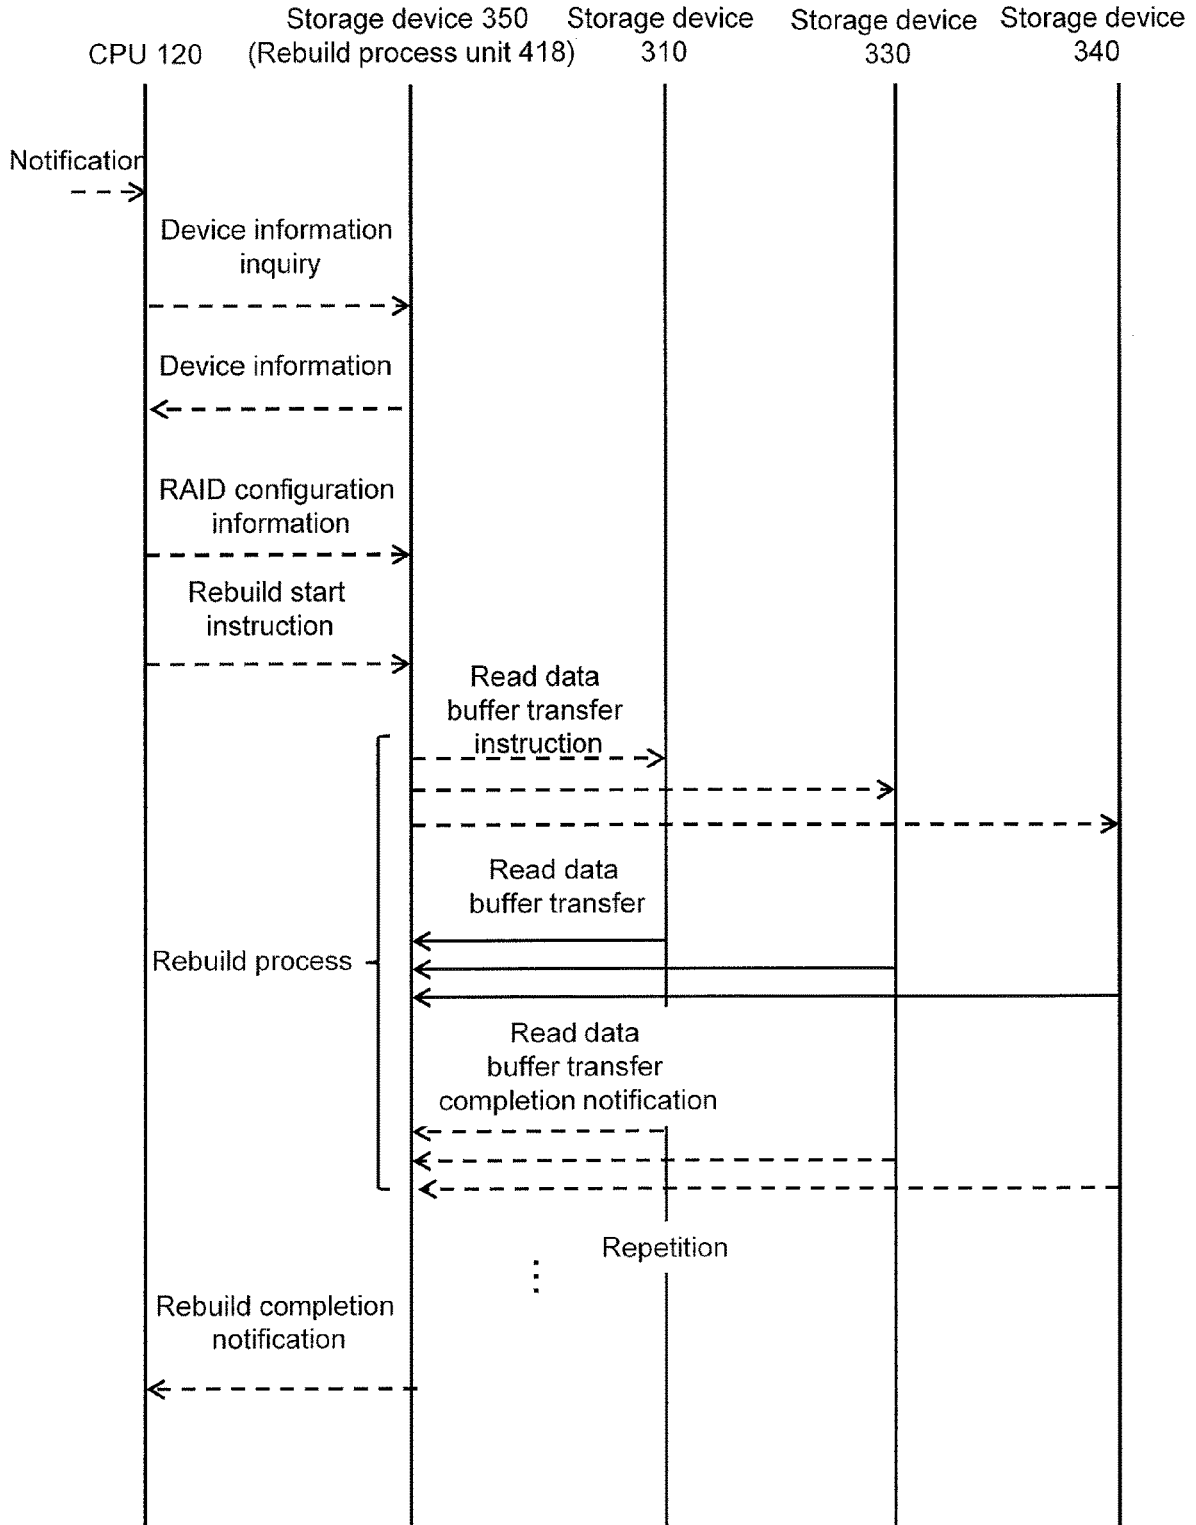 CPU 120
Storage device 350
(Rebuild process unit 418)
Storage device
310
Storage device
330
Storage device
340
Notification
Device information
inquiry
Device information
RAID configuration
information
Rebuild start
instruction
Read data
buffer transfer
instruction
Read data
buffer transfer
Rebuild process
Read data
buffer transfer
completion notification
Repetition
Rebuild completion
notification